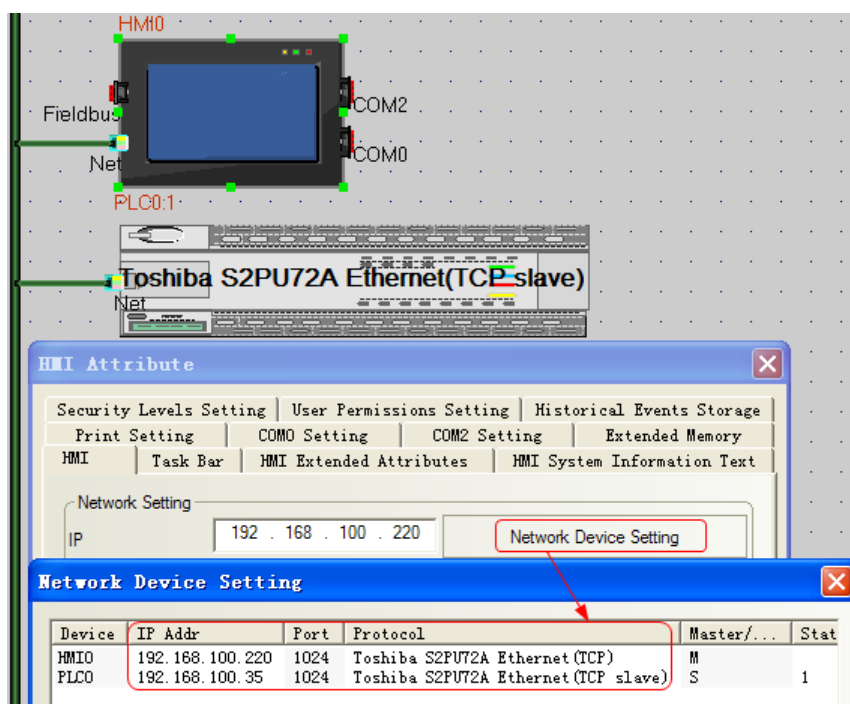 HMI0
COM2
Fieldbus
COM0
Net
PLC0:1
Toshiba S2PU72A Ethernet(TCP slave)
Net
HMI Attribute
Security Levels Setting User Permissions Setting Historical Events Storage
Print Setting COM0 Setting COM2 Setting Extended Memory
HMI Task Bar HMI Extended Attributes HMI System Information Text
Network Setting
IP 192 . 168 . 100 . 220 Network Device Setting
Network Device Setting
Device IP Addr Port Protocol Master/... Stat
HMI0 192.168.100.220 1024 Toshiba S2PU72A Ethernet(TCP) M
PLC0 192.168.100.35 1024 Toshiba S2PU72A Ethernet(TCP slave) S 1